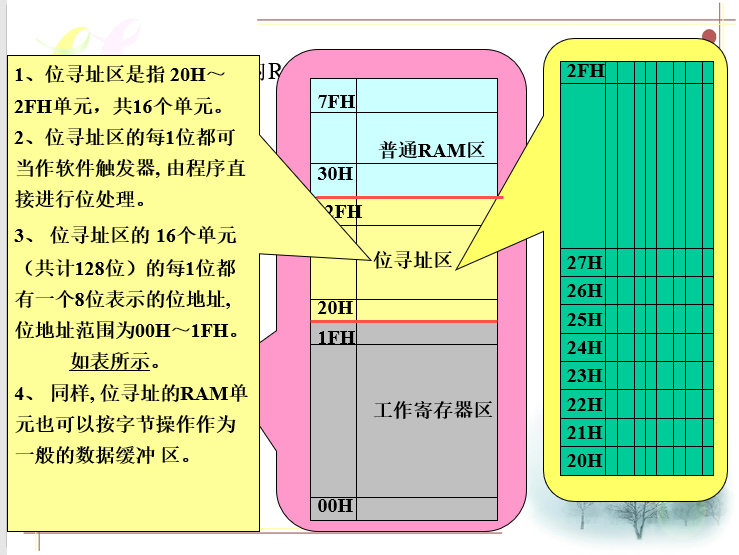 1、位寻址区是指 20H～
2FH单元，共16个单元。
2、位寻址区的每1位都可
当作软件触发器, 由程序直
接进行位处理。
3、 位寻址区的 16个单元
（共计128位）的每1位都
有一个8位表示的位地址,
位地址范围为00H～1FH。
如表所示。
4、 同样, 位寻址的RAM单
元也可以按字节操作作为
一般的数据缓冲 区。
R
7FH
普通RAM区
30H
2FH
位寻址区
20H
1FH
工作寄存器区
00H
2FH
27H
26H
25H
24H
23H
22H
21H
20H